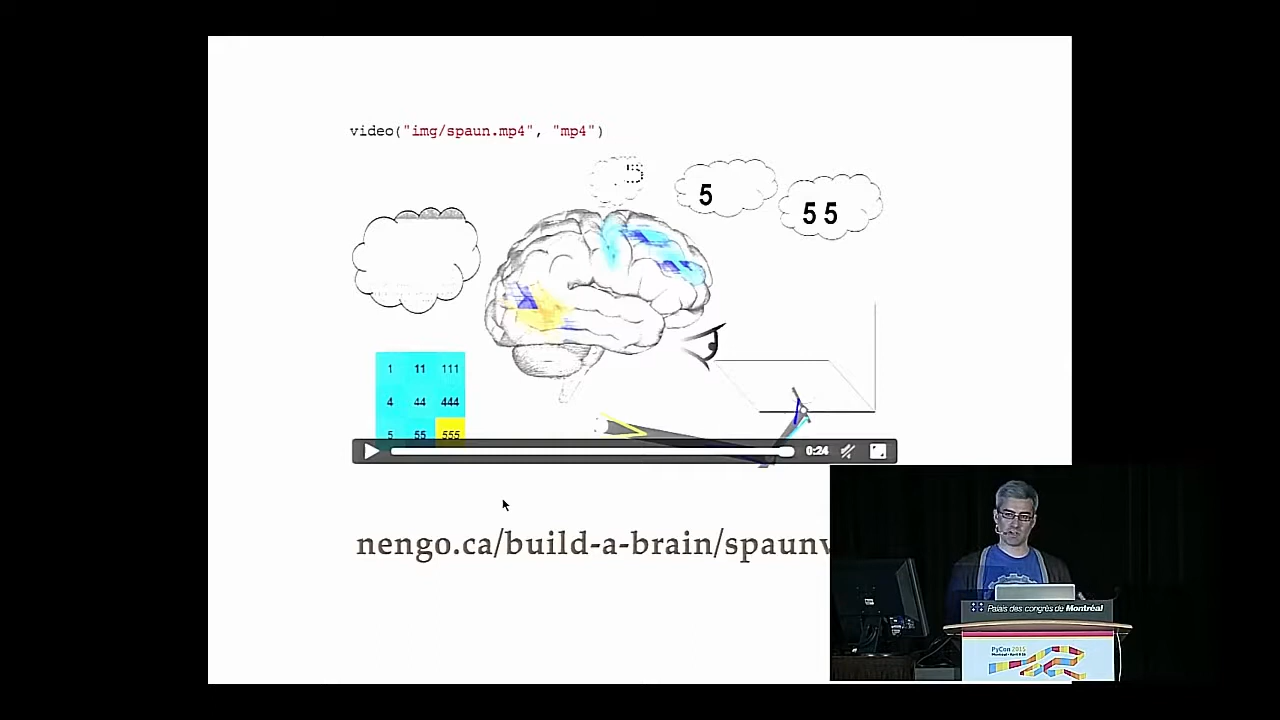 video("img/spaun.mp4", "mp4")
5
5
5 5
1 11 111
4 44 444
5 55 555
0:24
nengo.ca/build-a-brain/spaunv
Palais des congrès de Montréal
PyCon 2015